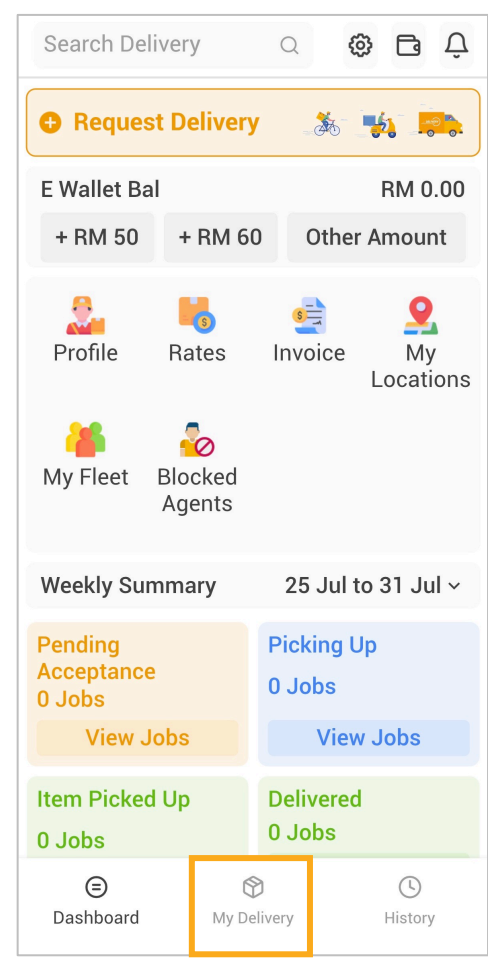 Search Delivery
Request Delivery
E Wallet Bal RM 0.00
+ RM 50 + RM 60 Other Amount
Profile Rates Invoice My
Locations
My Fleet Blocked
Agents
Weekly Summary 25 Jul to 31 Jul
Pending
Acceptance
0 Jobs
View Jobs
Picking Up
0 Jobs
View Jobs
Item Picked Up
0 Jobs
Delivered
0 Jobs
Dashboard My Delivery History